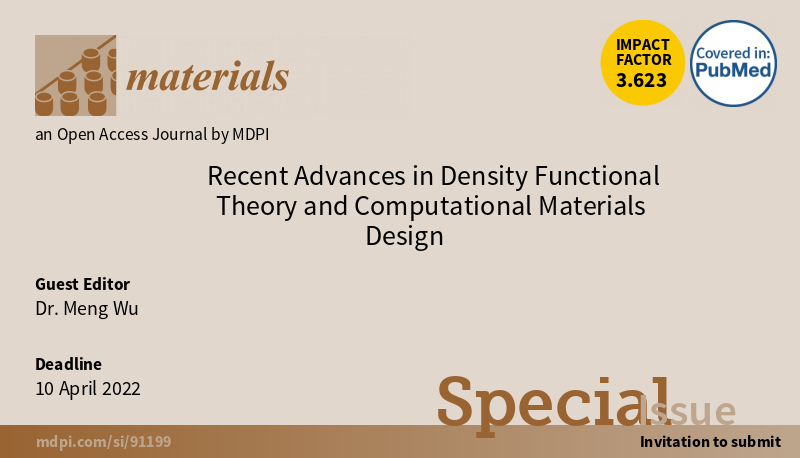 materials
an Open Access Journal by MDPI
IMPACT
FACTOR
3.623
Covered in:
PubMed
Recent Advances in Density Functional
Theory and Computational Materials
Design
Guest Editor
Dr. Meng Wu
Deadline
10 April 2022
Special
Issue
mdpi.com/si/91199
Invitation to submit